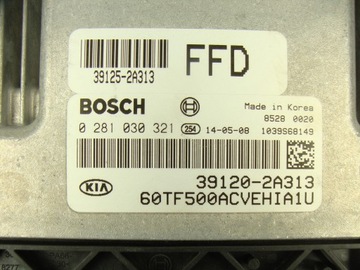 39125-2A313
FFD
BOSCH
Made in Korea
8528 0020
0 281 030 321 254 14-05-08 1039S68149
KIA
39120-2A313
60TF500ACVEHIA1U